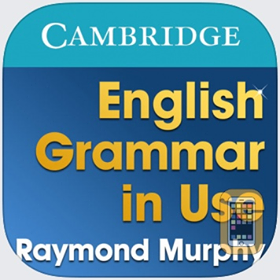 CAMBRIDGE
English
Grammar
in Use
Raymond Murphy